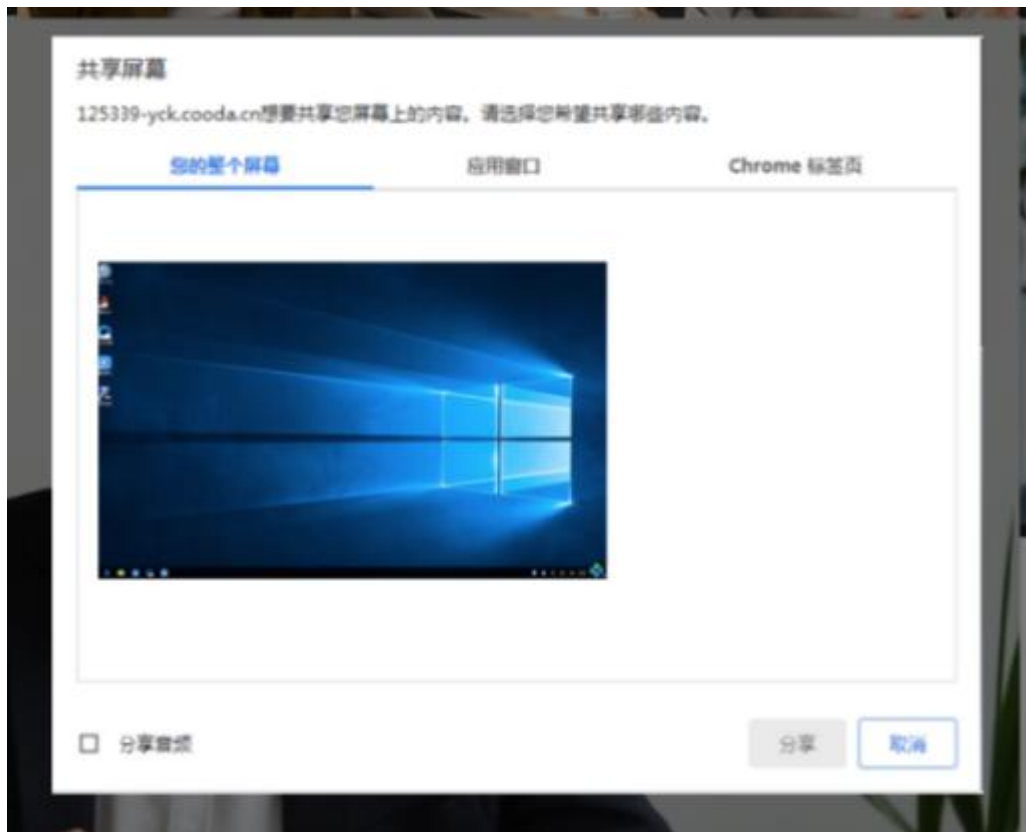 共享屏幕
125339-yck.cooda.cn想要共享您屏幕上的内容。请选择您希望共享哪些内容。
您的整个屏幕
应用窗口
Chrome 标签页
分享音频
分享
取消